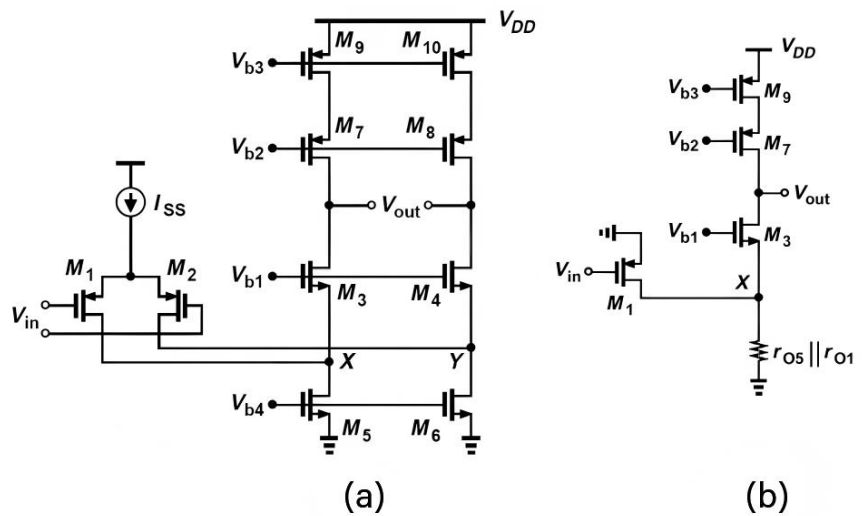 V_DD
M_9
M_10
V_b3
M_7
M_8
V_b2
I_SS
V_out
M_1
M_2
V_b1
M_3
M_4
V_in
X
Y
V_b4
M_5
M_6
(a)
V_DD
V_b3
M_9
V_b2
M_7
V_out
V_b1
M_3
V_in
X
M_1
r_O5||r_O1
(b)